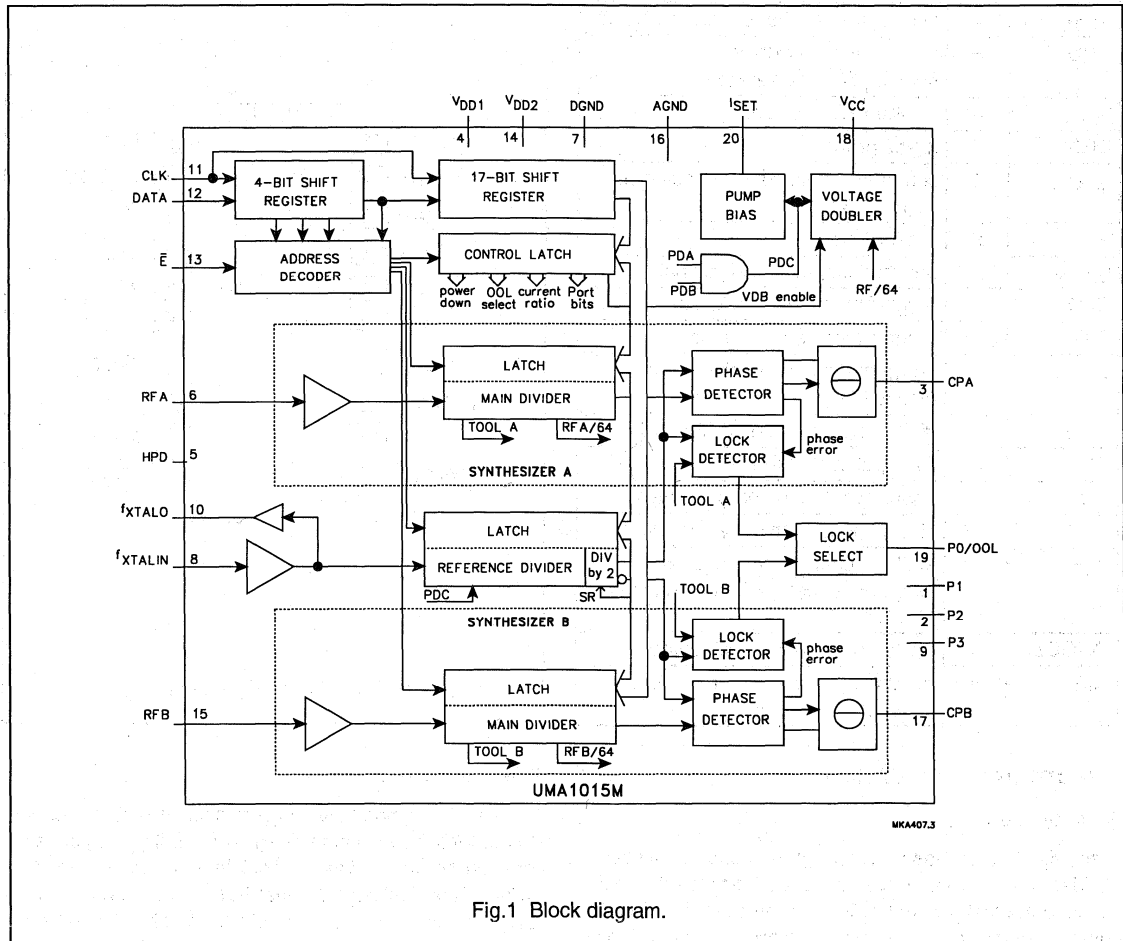 VDD1 VDD2 DGND AGND ISET VCC
4 14 7 16 20 18
CLK 11
DATA 12
4-BIT SHIFT
REGISTER
17-BIT SHIFT
REGISTER
PUMP
BIAS
VOLTAGE
DOUBLER
E̅ 13
ADDRESS
DECODER
CONTROL LATCH
power
down
OOL
select
current
ratio
Port
bits
PDA
PDB
PDC
VDB enable
RF/64
RFA 6
LATCH
MAIN DIVIDER
TOOL A
RFA/64
PHASE
DETECTOR
3 CPA
LOCK
DETECTOR
phase
error
HPD 5
SYNTHESIZER A
TOOL A
fXTALO 10
fXTALIN 8
LATCH
REFERENCE DIVIDER
DIV
by 2
PDC
SR
LOCK
SELECT
19 P0/OOL
1 P1
2 P2
9 P3
SYNTHESIZER B
TOOL B
LOCK
DETECTOR
phase
error
RFB 15
LATCH
MAIN DIVIDER
TOOL B
RFB/64
PHASE
DETECTOR
17 CPB
UMA1015M
MKA407.3
Fig.1 Block diagram.